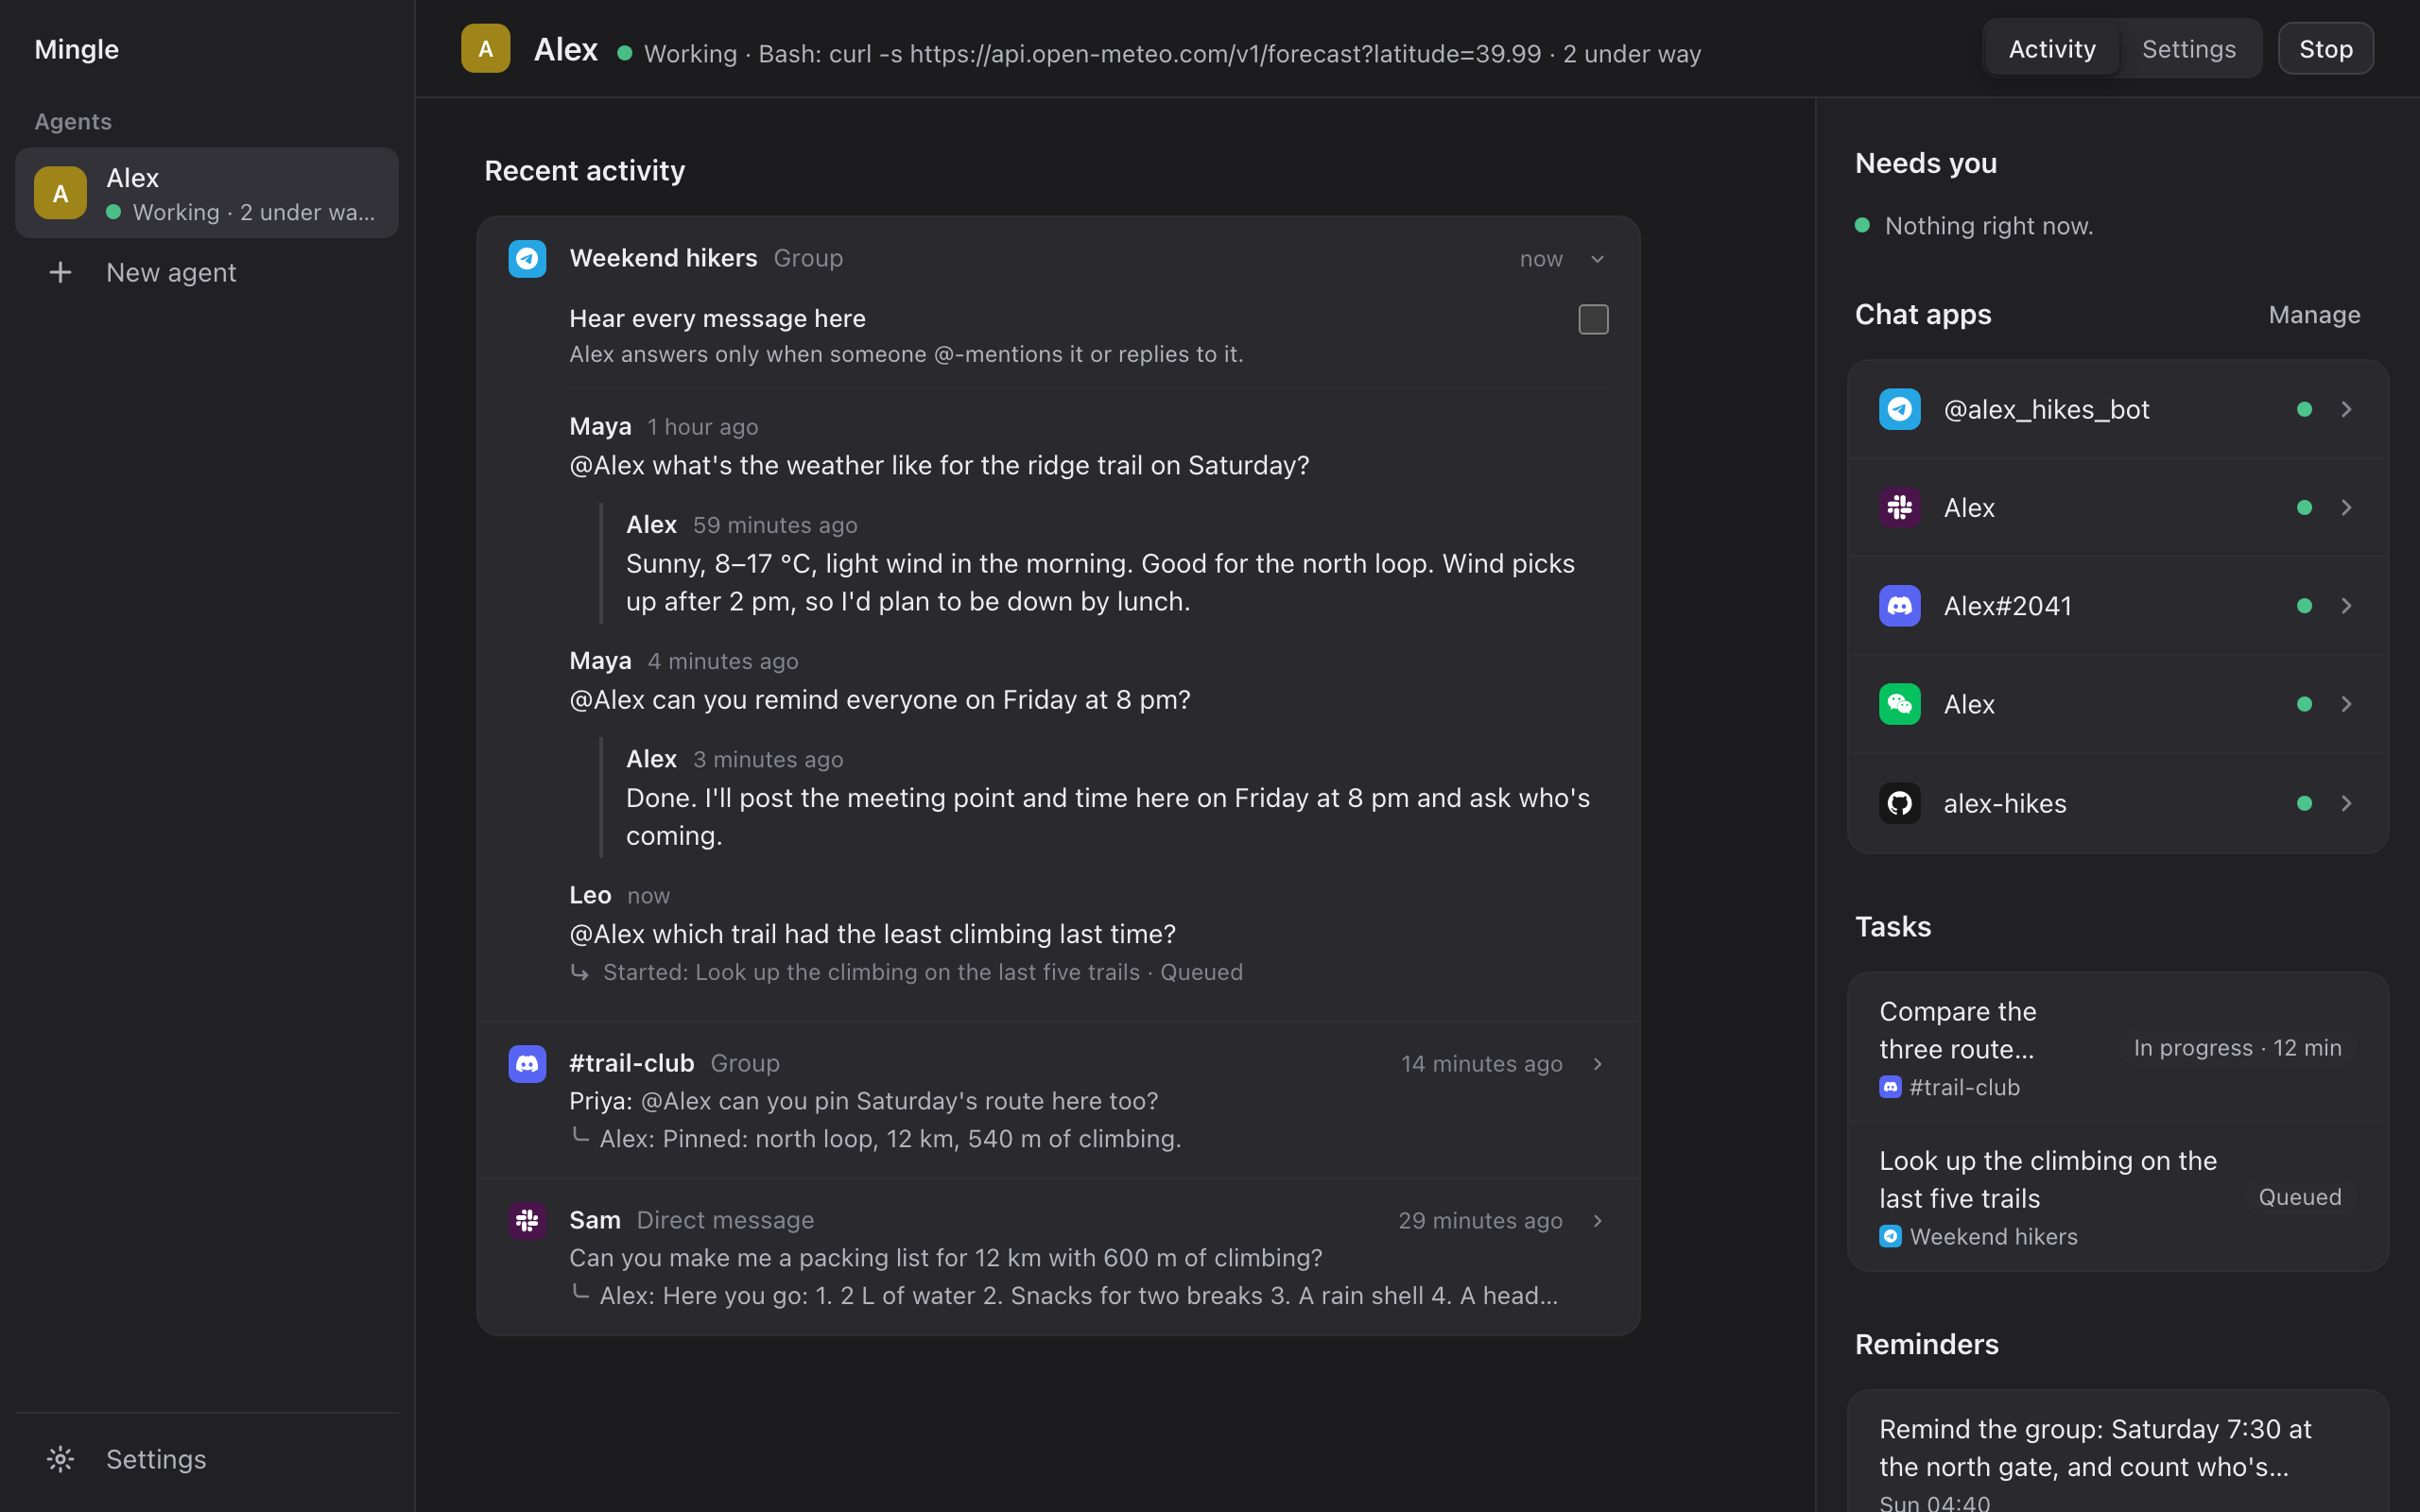 Mingle
Agents
A
Alex
Working · 2 under wa...
New agent
Settings
A
Alex
Working · Bash: curl -s https://api.open-meteo.com/v1/forecast?latitude=39.99 · 2 under way
Activity
Settings
Stop
Recent activity
Weekend hikers Group
now
Hear every message here
Alex answers only when someone @-mentions it or replies to it.
Maya 1 hour ago
@Alex what's the weather like for the ridge trail on Saturday?
Alex 59 minutes ago
Sunny, 8–17 °C, light wind in the morning. Good for the north loop. Wind picks
up after 2 pm, so I'd plan to be down by lunch.
Maya 4 minutes ago
@Alex can you remind everyone on Friday at 8 pm?
Alex 3 minutes ago
Done. I'll post the meeting point and time here on Friday at 8 pm and ask who's
coming.
Leo now
@Alex which trail had the least climbing last time?
Started: Look up the climbing on the last five trails · Queued
#trail-club Group
14 minutes ago
Priya: @Alex can you pin Saturday's route here too?
Alex: Pinned: north loop, 12 km, 540 m of climbing.
Sam Direct message
29 minutes ago
Can you make me a packing list for 12 km with 600 m of climbing?
Alex: Here you go: 1. 2 L of water 2. Snacks for two breaks 3. A rain shell 4. A head...
Needs you
Nothing right now.
Chat apps
Manage
@alex_hikes_bot
Alex
Alex#2041
Alex
alex-hikes
Tasks
Compare the
three route...
In progress · 12 min
#trail-club
Look up the climbing on the
last five trails
Queued
Weekend hikers
Reminders
Remind the group: Saturday 7:30 at
the north gate, and count who's...
Sun 04:40